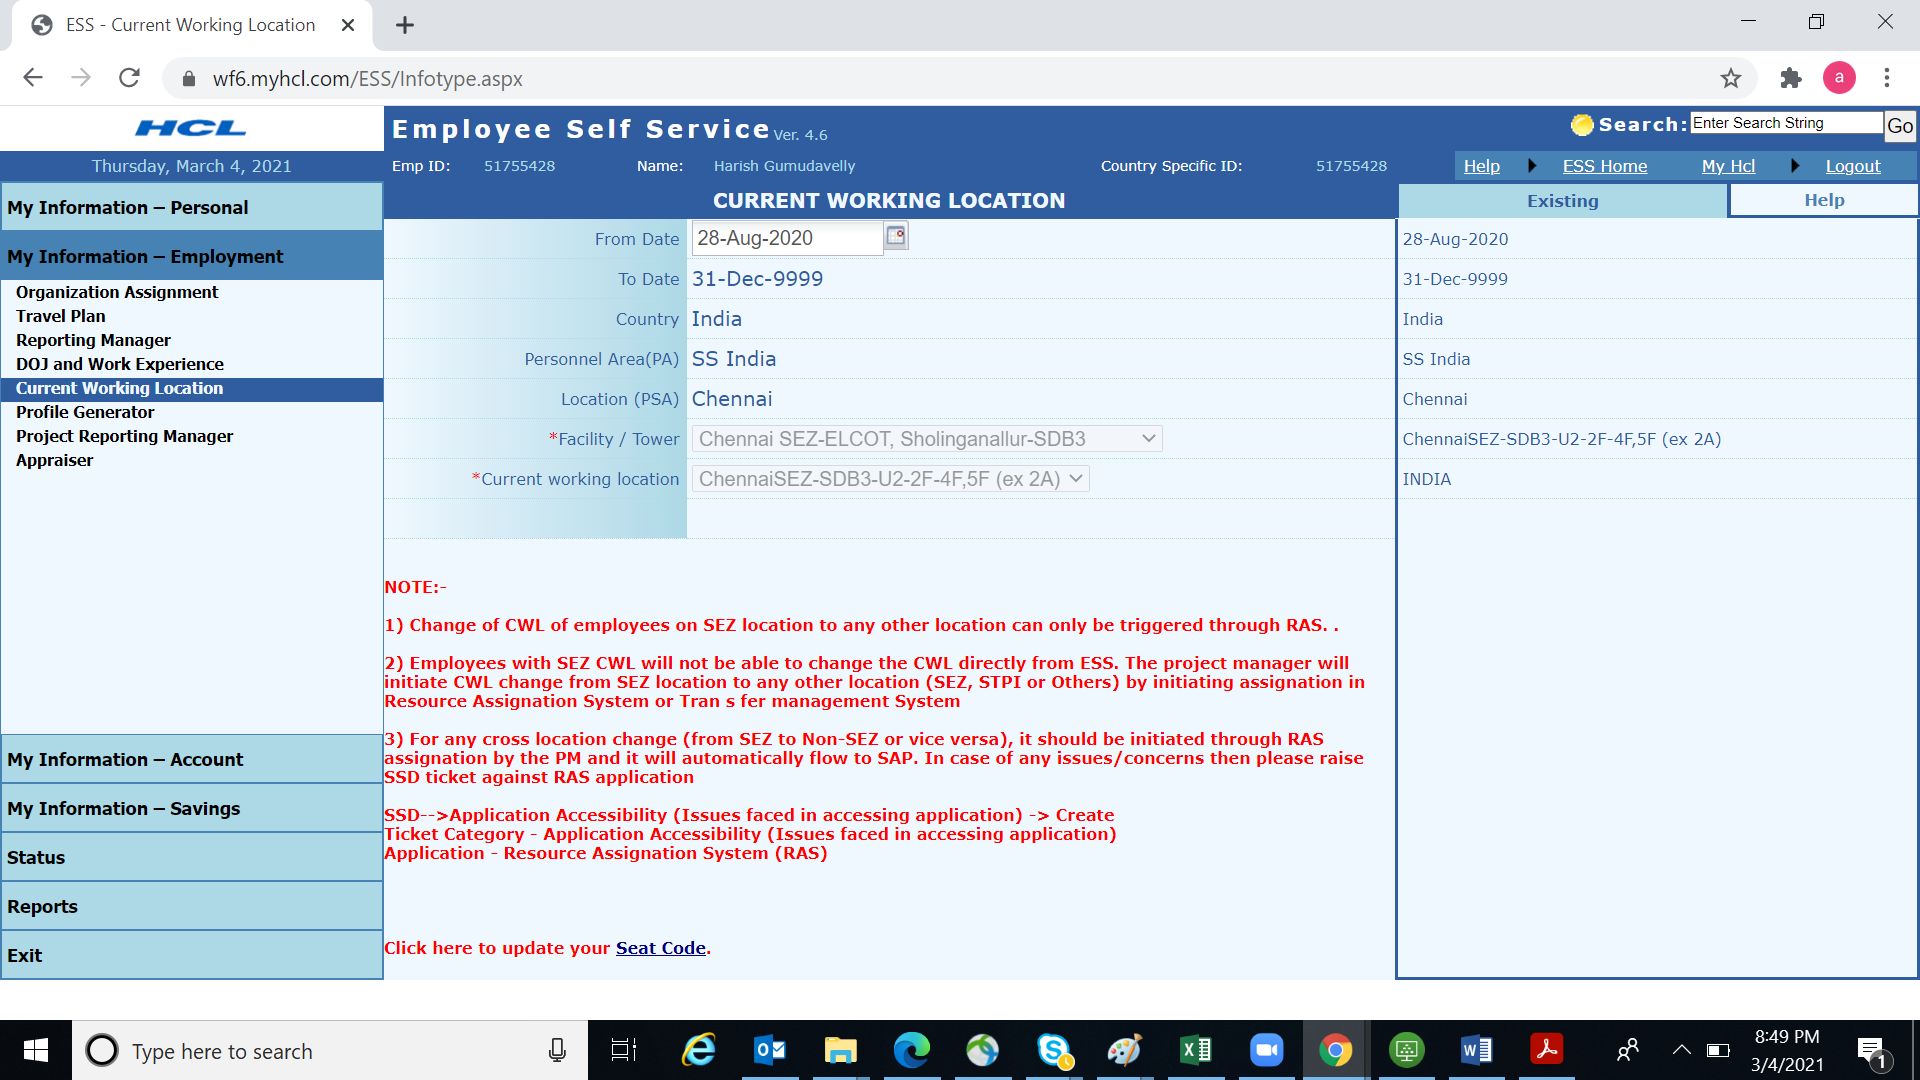 ESS - Current Working Location
wf6.myhcl.com/ESS/Infotype.aspx
a
HCL
Employee Self Service Ver. 4.6
Search: Enter Search String Go
Thursday, March 4, 2021
Emp ID: 51755428 Name: Harish Gumudavelly Country Specific ID: 51755428
Help ESS Home My Hcl Logout
CURRENT WORKING LOCATION
Existing Help
My Information – Personal
My Information – Employment
Organization Assignment
Travel Plan
Reporting Manager
DOJ and Work Experience
Current Working Location
Profile Generator
Project Reporting Manager
Appraiser
My Information – Account
My Information – Savings
Status
Reports
Exit
From Date 28-Aug-2020 28-Aug-2020
To Date 31-Dec-9999 31-Dec-9999
Country India India
Personnel Area(PA) SS India SS India
Location (PSA) Chennai Chennai
*Facility / Tower Chennai SEZ-ELCOT, Sholinganallur-SDB3 ChennaiSEZ-SDB3-U2-2F-4F,5F (ex 2A)
*Current working location ChennaiSEZ-SDB3-U2-2F-4F,5F (ex 2A) INDIA
NOTE:-
1) Change of CWL of employees on SEZ location to any other location can only be triggered through RAS. .
2) Employees with SEZ CWL will not be able to change the CWL directly from ESS. The project manager will
initiate CWL change from SEZ location to any other location (SEZ, STPI or Others) by initiating assignation in
Resource Assignation System or Tran s fer management System
3) For any cross location change (from SEZ to Non-SEZ or vice versa), it should be initiated through RAS
assignation by the PM and it will automatically flow to SAP. In case of any issues/concerns then please raise
SSD ticket against RAS application
SSD-->Application Accessibility (Issues faced in accessing application) -> Create
Ticket Category - Application Accessibility (Issues faced in accessing application)
Application - Resource Assignation System (RAS)
Click here to update your Seat Code.
Type here to search
8:49 PM
3/4/2021
1